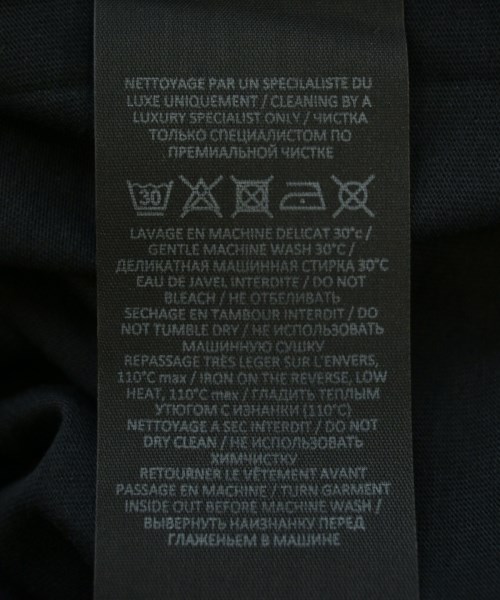 NETTOYAGE PAR UN SPECILALISTE DU
LUXE UNIQUEMENT / CLEANING BY A
LUXURY SPECIALIST ONLY / ЧИСТКА
ТОЛЬКО СПЕЦИАЛИСТОМ ПО
ПРЕМИАЛЬНОЙ ЧИСТКЕ
30
LAVAGE EN MACHINE DELICAT 30°c /
GENTLE MACHINE WASH 30°C /
ДЕЛИКАТНАЯ МАШИННАЯ СТИРКА 30°C
EAU DE JAVEL INTERDITE / DO NOT
BLEACH / НЕ ОТБЕЛИВАТЬ
SECHAGE EN TAMBOUR INTERDIT / DO
NOT TUMBLE DRY / НЕ ИСПОЛЬЗОВАТЬ
МАШИННУЮ СУШКУ
REPASSAGE TRÈS LEGER SUR L'ENVERS,
110°C max / IRON ON THE REVERSE, LOW
HEAT, 110°C max / ГЛАДИТЬ ТЕПЛЫМ
УТЮГОМ С ИЗНАНКИ (110°C)
NETTOYAGE A SEC INTERDIT / DO NOT
DRY CLEAN / НЕ ИСПОЛЬЗОВАТЬ
ХИМЧИСТКУ
RETOURNER LE VÊTEMENT AVANT
PASSAGE EN MACHINE / TURN GARMENT
INSIDE OUT BEFORE MACHINE WASH /
ВЫВЕРНУТЬ НАИЗНАНКУ ПЕРЕД
ГЛАЖЕНЬЕМ В МАШИНЕ